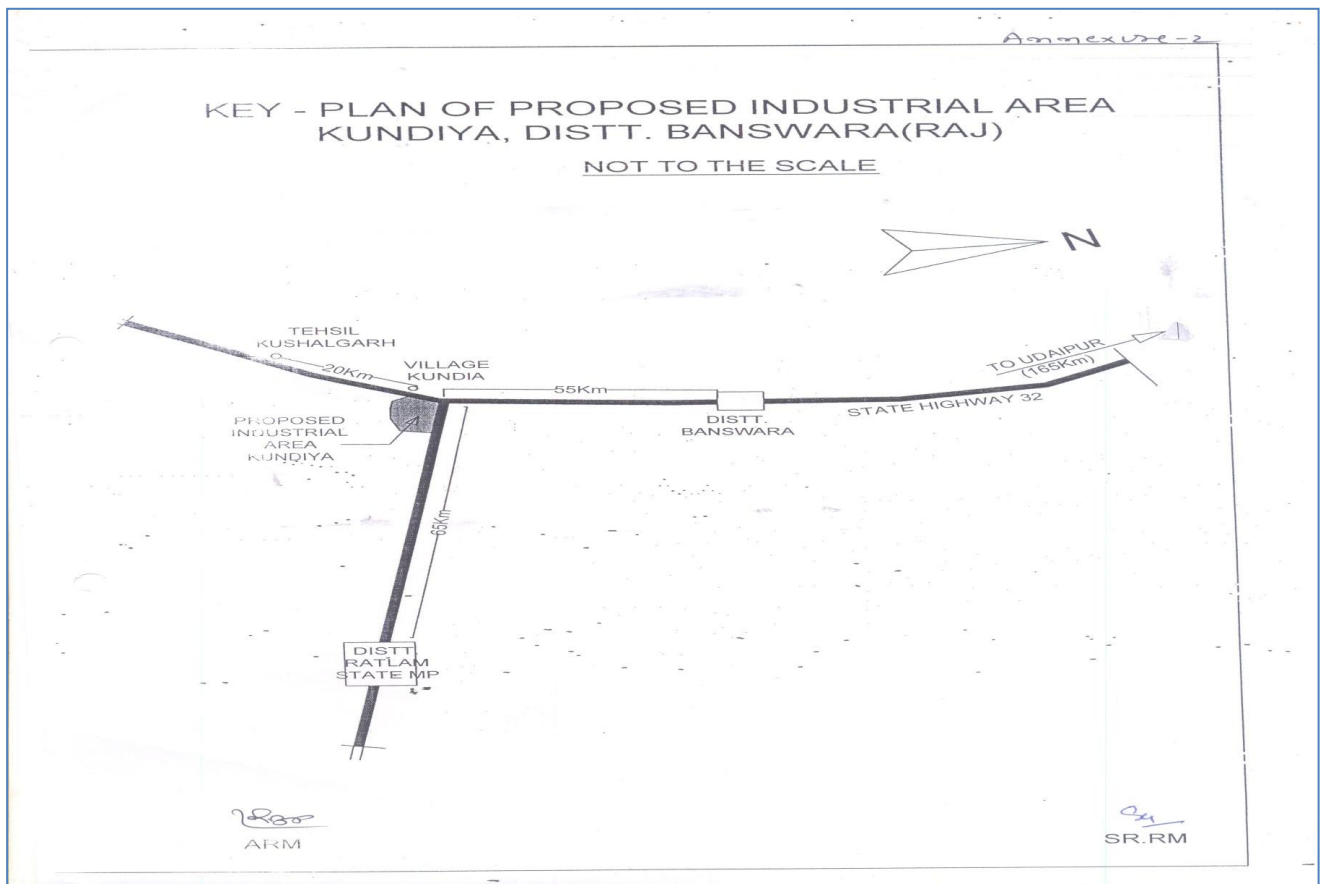 Annexure-2
KEY - PLAN OF PROPOSED INDUSTRIAL AREA
KUNDIYA, DISTT. BANSWARA(RAJ)
NOT TO THE SCALE
N
TEHSIL
KUSHALGARH
20Km
VILLAGE
KUNDIA
55Km
DISTT.
BANSWARA
STATE HIGHWAY 32
TO UDAIPUR
(165Km)
PROPOSED
INDUSTRIAL
AREA
KUNDIYA
65Km
DISTT.
RATLAM
STATE MP
ARM
SR.RM